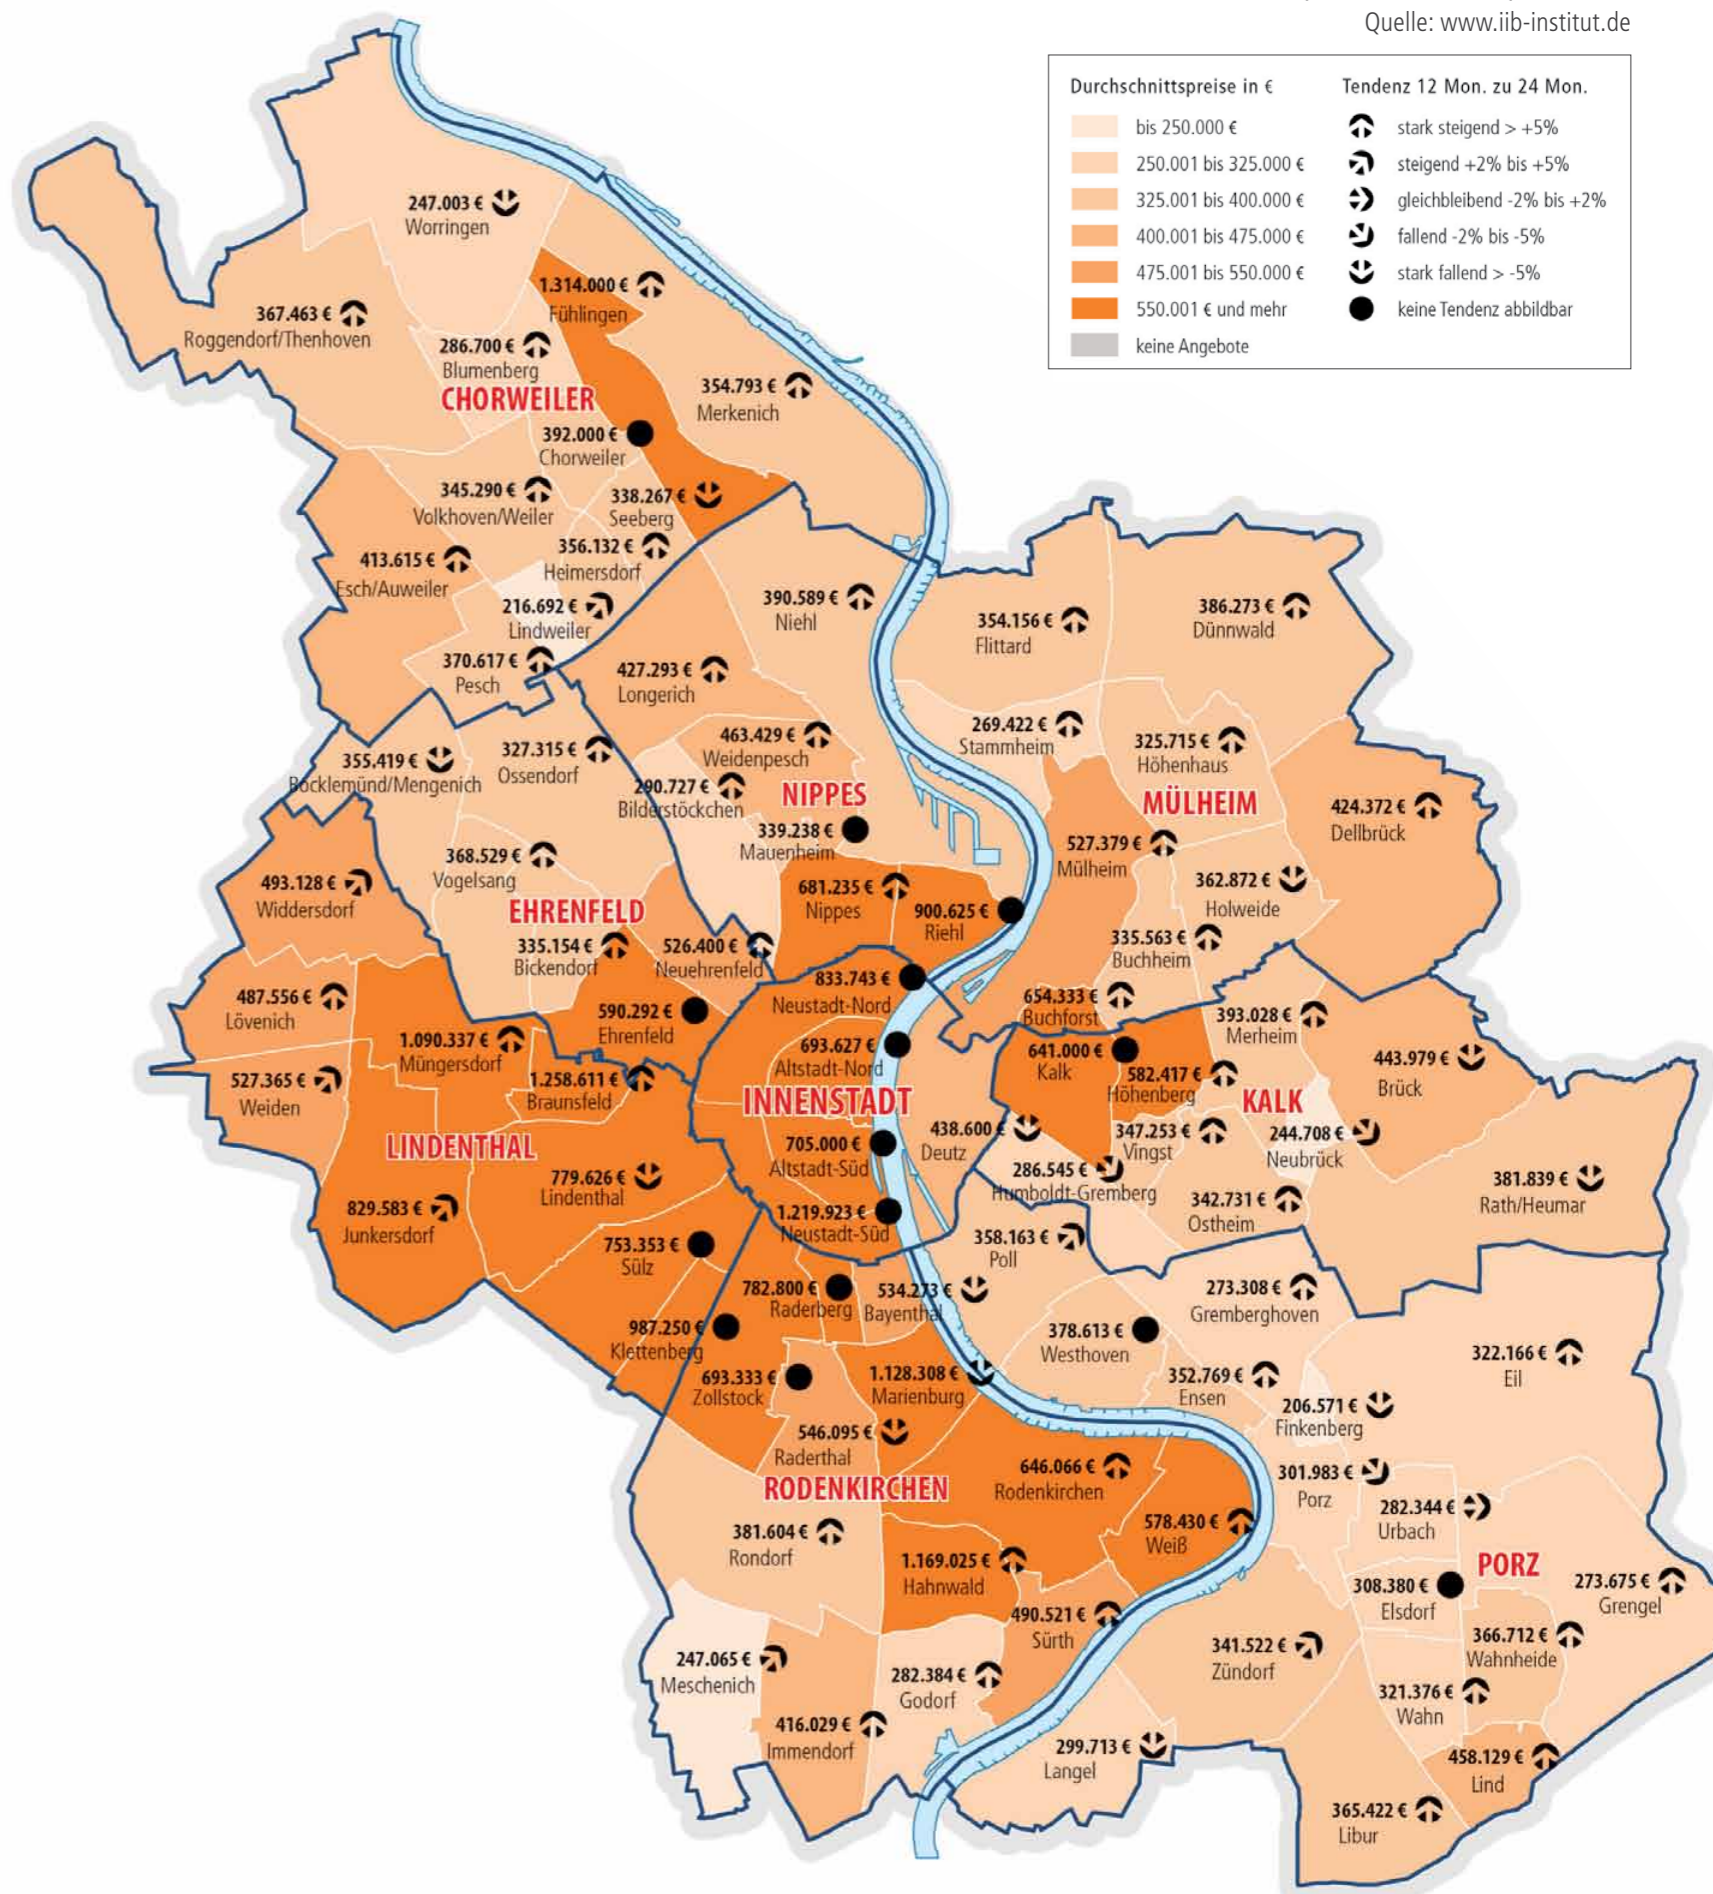 Quelle: www.iib-institut.de
Durchschnittspreise in €
bis 250.000 €
250.001 bis 325.000 €
325.001 bis 400.000 €
400.001 bis 475.000 €
475.001 bis 550.000 €
550.001 € und mehr
keine Angebote
Tendenz 12 Mon. zu 24 Mon.
stark steigend > +5%
steigend +2% bis +5%
gleichbleibend -2% bis +2%
fallend -2% bis -5%
stark fallend > -5%
keine Tendenz abbildbar
247.003 €
Worringen
1.314.000 €
Fühlingen
367.463 €
Roggendorf/Thenhoven
286.700 €
Blumenberg
CHORWEILER
354.793 €
Merkenich
392.000 €
Chorweiler
345.290 €
Volkhoven/Weiler
338.267 €
Seeberg
413.615 €
Esch/Auweiler
356.132 €
Heimersdorf
216.692 €
Lindweiler
370.617 €
Pesch
390.589 €
Niehl
427.293 €
Longerich
463.429 €
Weidenpesch
290.727 €
Bilderstöckchen
NIPPES
339.238 €
Mauenheim
681.235 €
Nippes
900.625 €
Riehl
354.156 €
Flittard
386.273 €
Dünnwald
269.422 €
Stammheim
325.715 €
Höhenhaus
MÜLHEIM
424.372 €
Dellbrück
527.379 €
Mülheim
362.872 €
Holweide
335.563 €
Buchheim
654.333 €
Buchforst
355.419 €
Bocklemünd/Mengenich
327.315 €
Ossendorf
368.529 €
Vogelsang
EHRENFELD
335.154 €
Bickendorf
526.400 €
Neuehrenfeld
590.292 €
Ehrenfeld
493.128 €
Widdersdorf
487.556 €
Lövenich
1.090.337 €
Müngersdorf
527.365 €
Weiden
1.258.611 €
Braunsfeld
LINDENTHAL
779.626 €
Lindenthal
829.583 €
Junkersdorf
753.353 €
Sülz
987.250 €
Klettenberg
833.743 €
Neustadt-Nord
693.627 €
Altstadt-Nord
INNENSTADT
438.600 €
Deutz
705.000 €
Altstadt-Süd
1.219.923 €
Neustadt-Süd
393.028 €
Merheim
641.000 €
Kalk
582.417 €
Höhenberg
KALK
443.979 €
Brück
347.253 €
Vingst
244.708 €
Neubrück
286.545 €
Humboldt-Gremberg
342.731 €
Ostheim
381.839 €
Rath/Heumar
782.800 €
Raderberg
534.273 €
Bayenthal
693.333 €
Zollstock
1.128.308 €
Marienburg
546.095 €
Raderthal
RODENKIRCHEN
646.066 €
Rodenkirchen
578.430 €
Weiß
381.604 €
Rondorf
1.169.025 €
Hahnwald
490.521 €
Sürth
247.065 €
Meschenich
282.384 €
Godorf
416.029 €
Immendorf
358.163 €
Poll
273.308 €
Gremberghoven
378.613 €
Westhoven
322.166 €
Eil
352.769 €
Ensen
206.571 €
Finkenberg
301.983 €
Porz
282.344 €
Urbach
PORZ
308.380 €
Elsdorf
273.675 €
Grengel
366.712 €
Wahnheide
341.522 €
Zündorf
321.376 €
Wahn
299.713 €
Langel
458.129 €
Lind
365.422 €
Libur